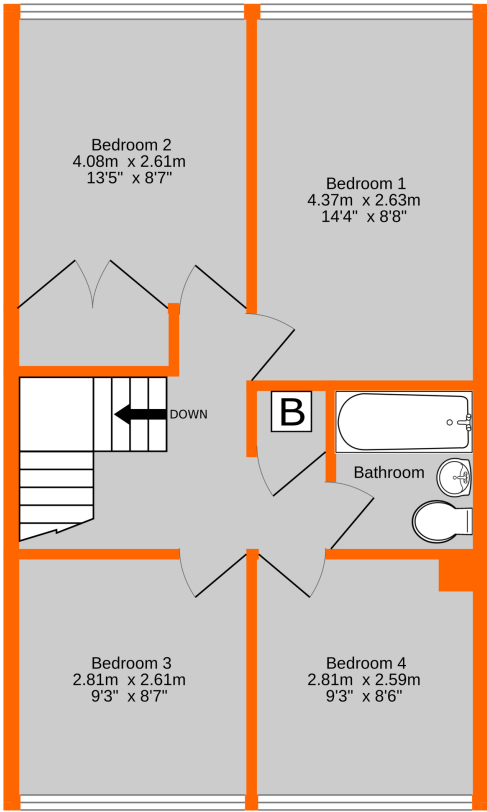 Bedroom 2
4.08m x 2.61m
13'5" x 8'7"
Bedroom 1
4.37m x 2.63m
14'4" x 8'8"
DOWN
B
Bathroom
Bedroom 3
2.81m x 2.61m
9'3" x 8'7"
Bedroom 4
2.81m x 2.59m
9'3" x 8'6"